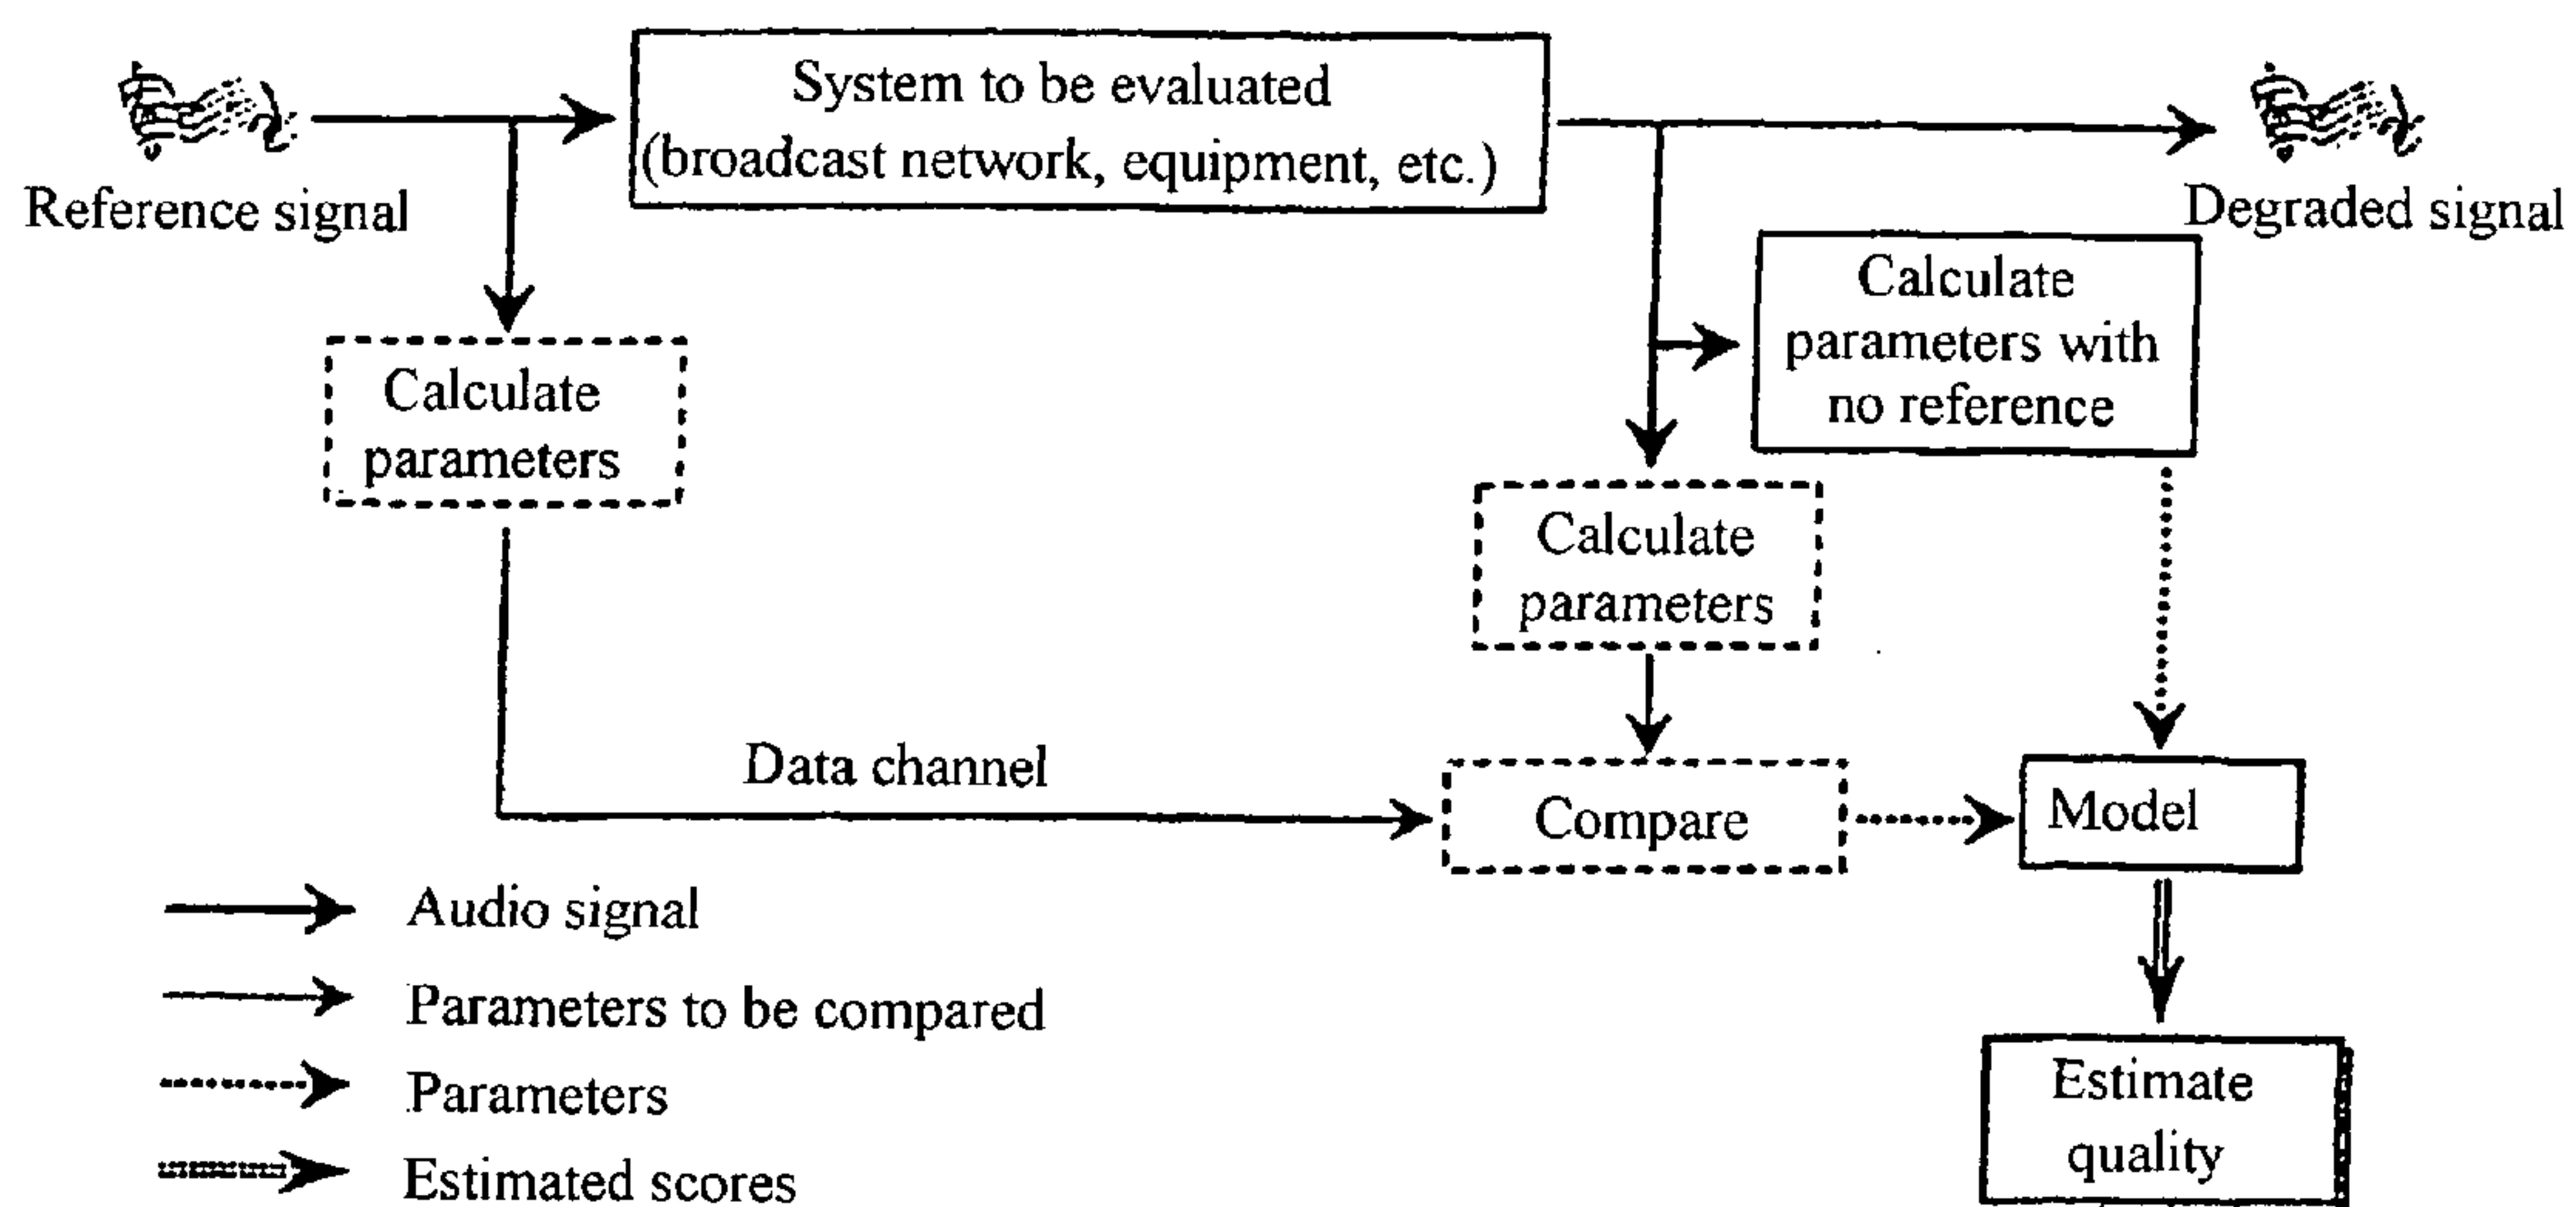 System to be evaluated
(broadcast network, equipment, etc.)
Reference signal
Degraded signal
Calculate
parameters with
no reference
Calculate
parameters
Calculate
parameters
Data channel
Compare
Model
Audio signal
Parameters to be compared
Parameters
Estimated scores
Estimate
quality